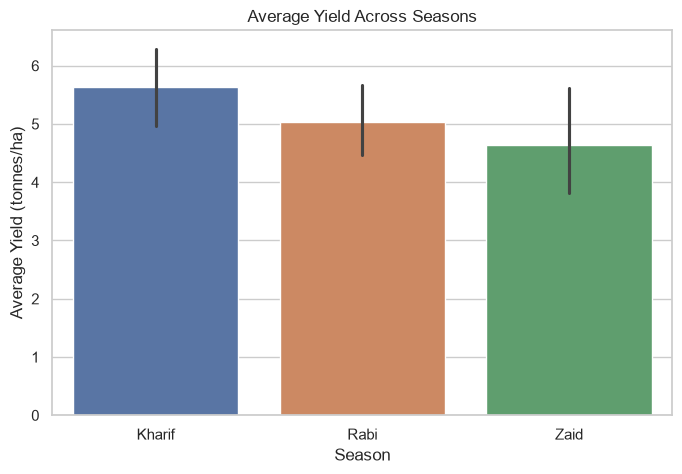 Average Yield Across Seasons
Average Yield (tonnes/ha)
6
5
4
3
2
1
0
Kharif
Rabi
Zaid
Season